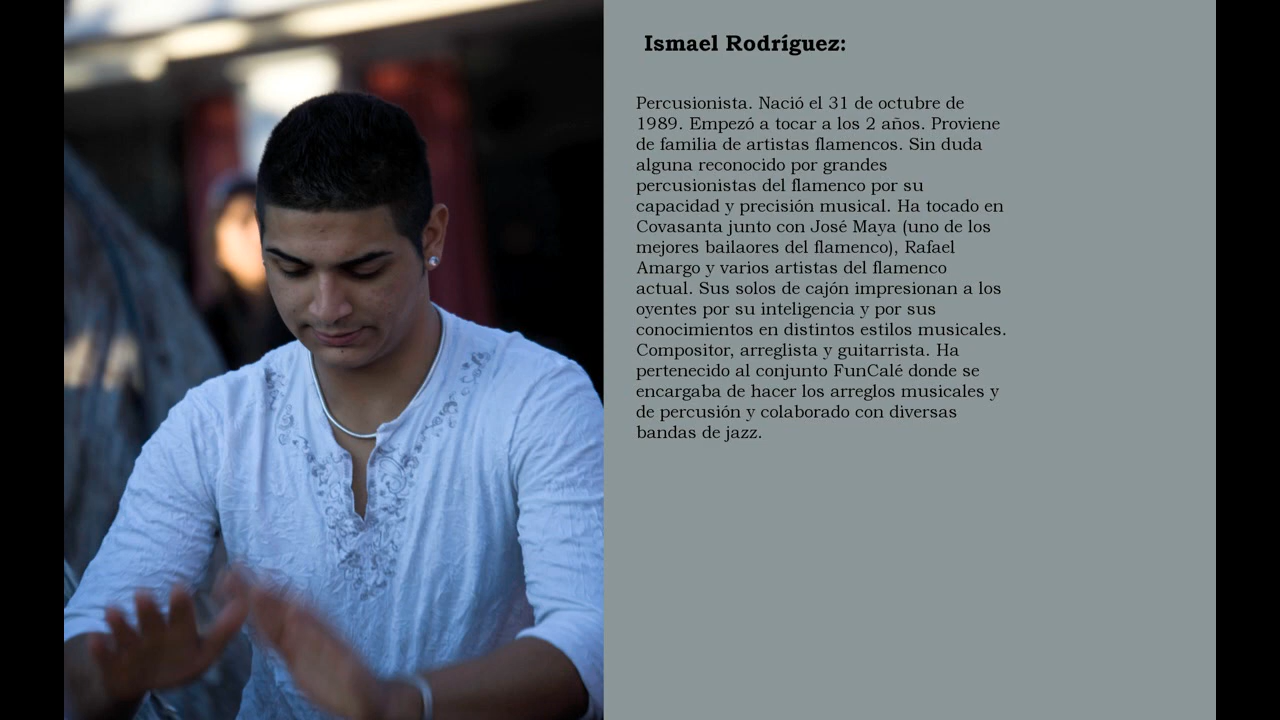 Ismael Rodríguez:
Percusionista. Nació el 31 de octubre de
1989. Empezó a tocar a los 2 años. Proviene
de familia de artistas flamencos. Sin duda
alguna reconocido por grandes
percusionistas del flamenco por su
capacidad y precisión musical. Ha tocado en
Covasanta junto con José Maya (uno de los
mejores bailaores del flamenco), Rafael
Amargo y varios artistas del flamenco
actual. Sus solos de cajón impresionan a los
oyentes por su inteligencia y por sus
conocimientos en distintos estilos musicales.
Compositor, arreglista y guitarrista. Ha
pertenecido al conjunto FunCalé donde se
encargaba de hacer los arreglos musicales y
de percusión y colaborado con diversas
bandas de jazz.